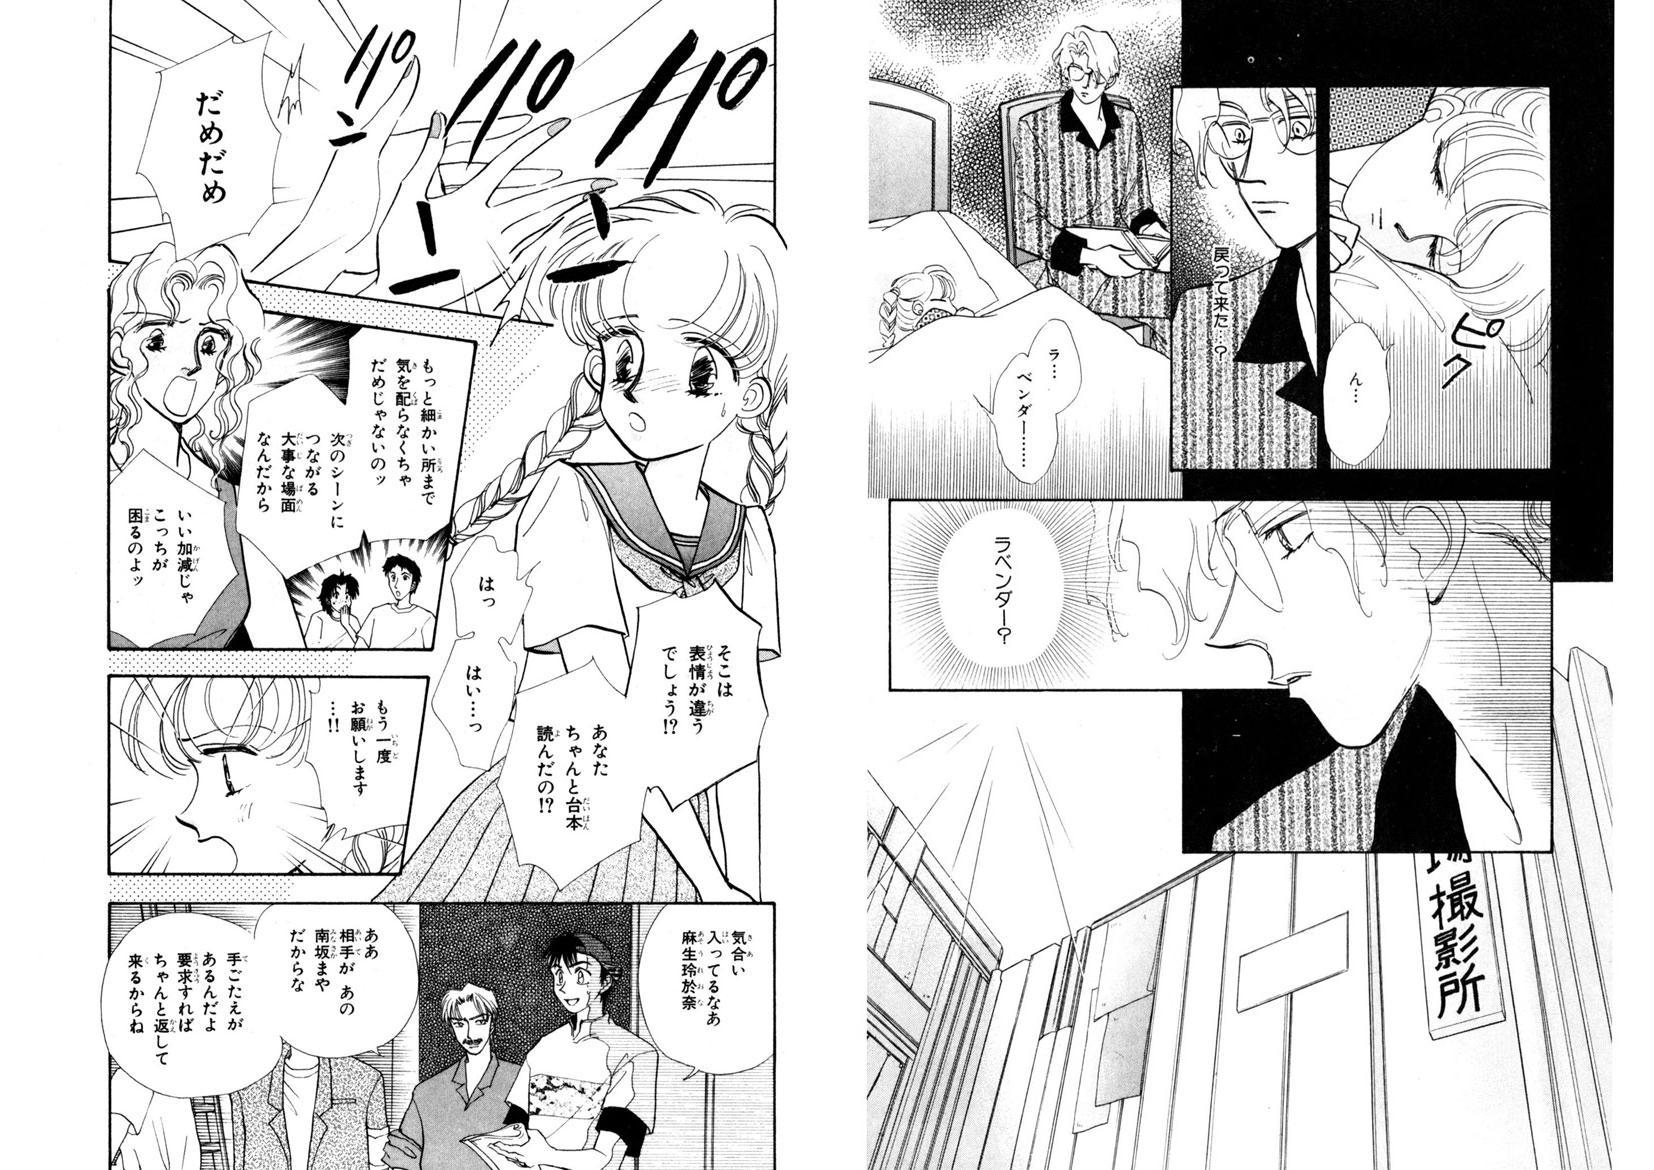 戻って来た…?
ピク
ん…
ラ…
ベンダー………
ラベンダー?
撮影所
パン
パン
パン
だめだめ
もっと細かい所まで
気を配らなくちゃ
だめじゃないのッ
次のシーンに
つながる
大事な場面
なんだから
いい加減じゃ
こっちが
困るのよッ
はっ
はい…っ
そこは
表情が違う
でしょう!?
あなた
ちゃんと台本
読んだの!?
もう一度
お願いします
…!!
気合い
入ってるなあ
麻生玲於奈
ああ
相手が あの
南坂まや
だからな
手ごたえが
あるんだよ
要求すれば
ちゃんと返して
来るからね